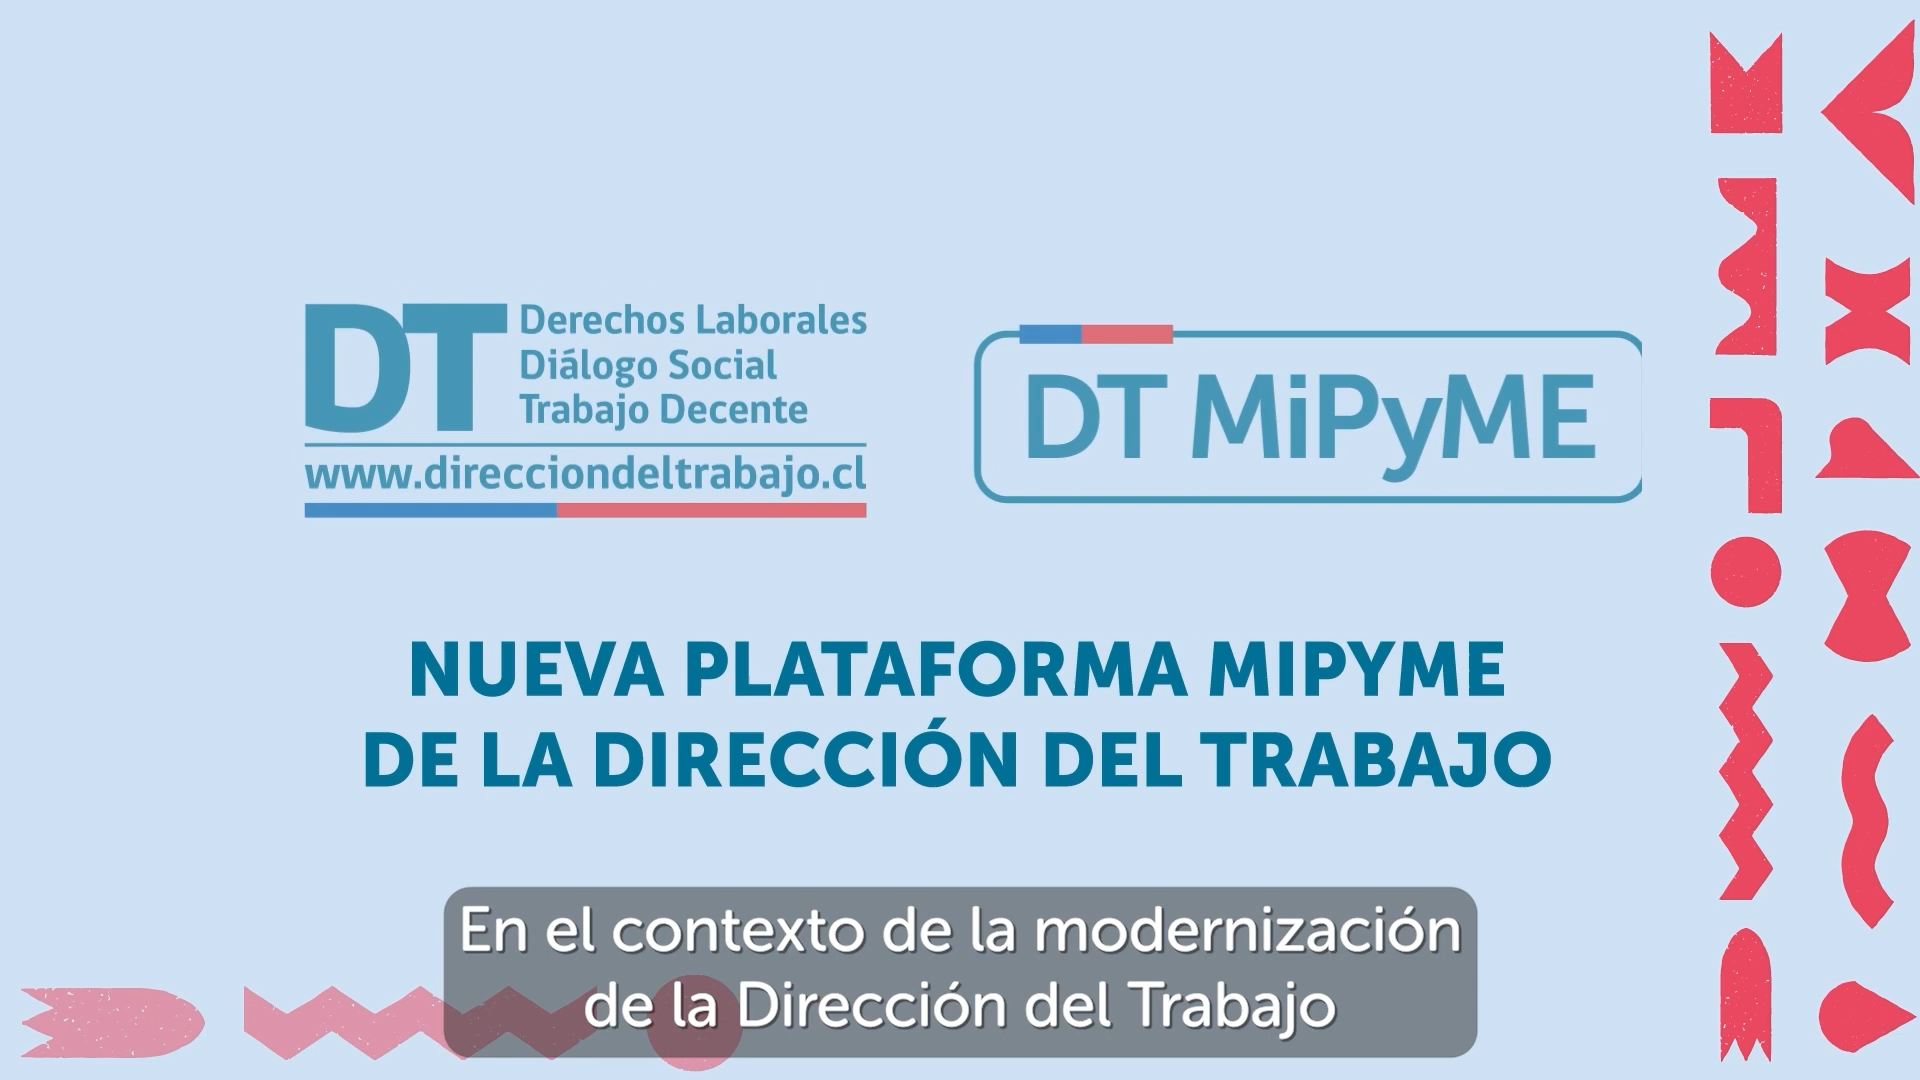 DT
Derechos Laborales
Diálogo Social
Trabajo Decente
www.direcciondeltrabajo.cl
DT MiPyME
NUEVA PLATAFORMA MIPYME
DE LA DIRECCIÓN DEL TRABAJO
En el contexto de la modernización
de la Dirección del Trabajo